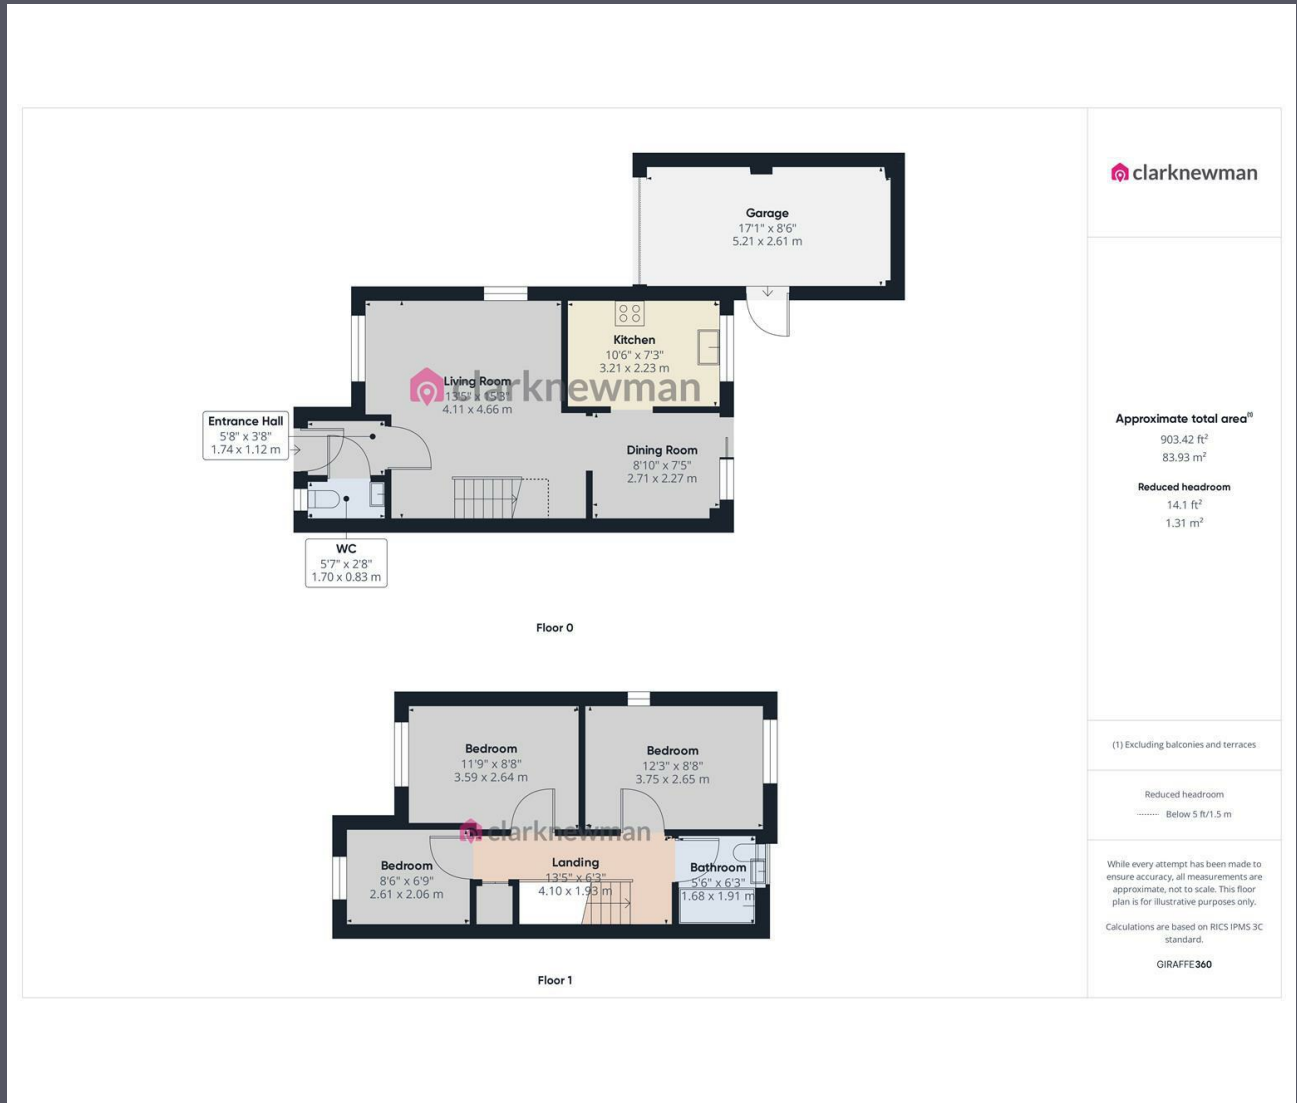 clarknewman
Garage
17'1" x 8'6"
5.21 x 2.61 m
Kitchen
10'6" x 7'3"
3.21 x 2.23 m
Living Room
13'5" x 15'3"
4.11 x 4.66 m
clarknewman
Entrance Hall
5'8" x 3'8"
1.74 x 1.12 m
Dining Room
8'10" x 7'5"
2.71 x 2.27 m
WC
5'7" x 2'8"
1.70 x 0.83 m
Floor 0
Bedroom
11'9" x 8'8"
3.59 x 2.64 m
Bedroom
12'3" x 8'8"
3.75 x 2.65 m
clarknewman
Bedroom
8'6" x 6'9"
2.61 x 2.06 m
Landing
13'5" x 6'3"
4.10 x 1.93 m
Bathroom
5'6" x 6'3"
1.68 x 1.91 m
Floor 1
Approximate total area⁽¹⁾
903.42 ft²
83.93 m²
Reduced headroom
14.1 ft²
1.31 m²
(1) Excluding balconies and terraces
Reduced headroom
Below 5 ft/1.5 m
While every attempt has been made to
ensure accuracy, all measurements are
approximate, not to scale. This floor
plan is for illustrative purposes only.
Calculations are based on RICS IPMS 3C
standard.
GIRAFFE360